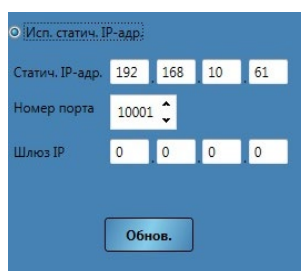 Исп. статич. IP-адр.
Статич. IP-адр. 192 . 168 . 10 . 61
Номер порта 10001
Шлюз IP 0 . 0 . 0 . 0
Обнов.